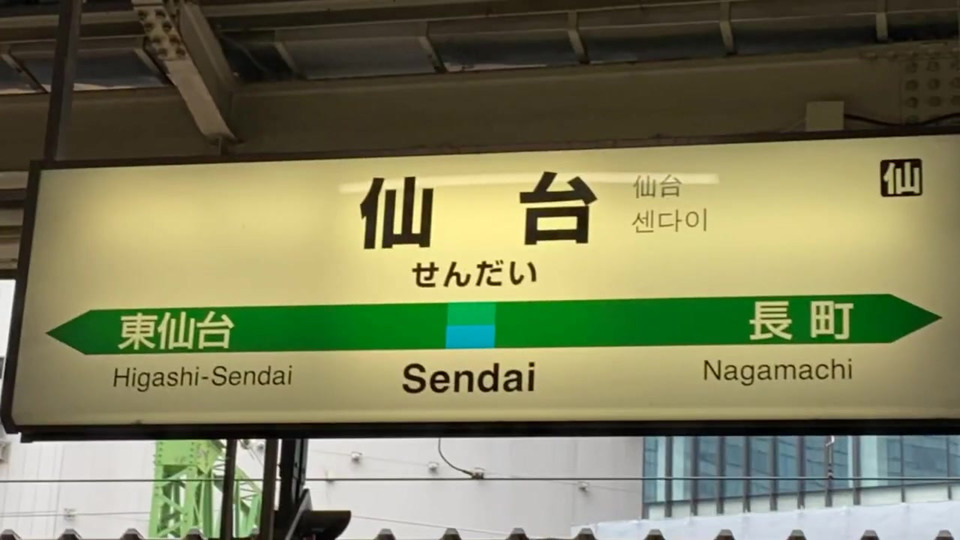 仙台
仙台
센다이
仙
せんだい
東仙台
長町
Higashi-Sendai
Sendai
Nagamachi